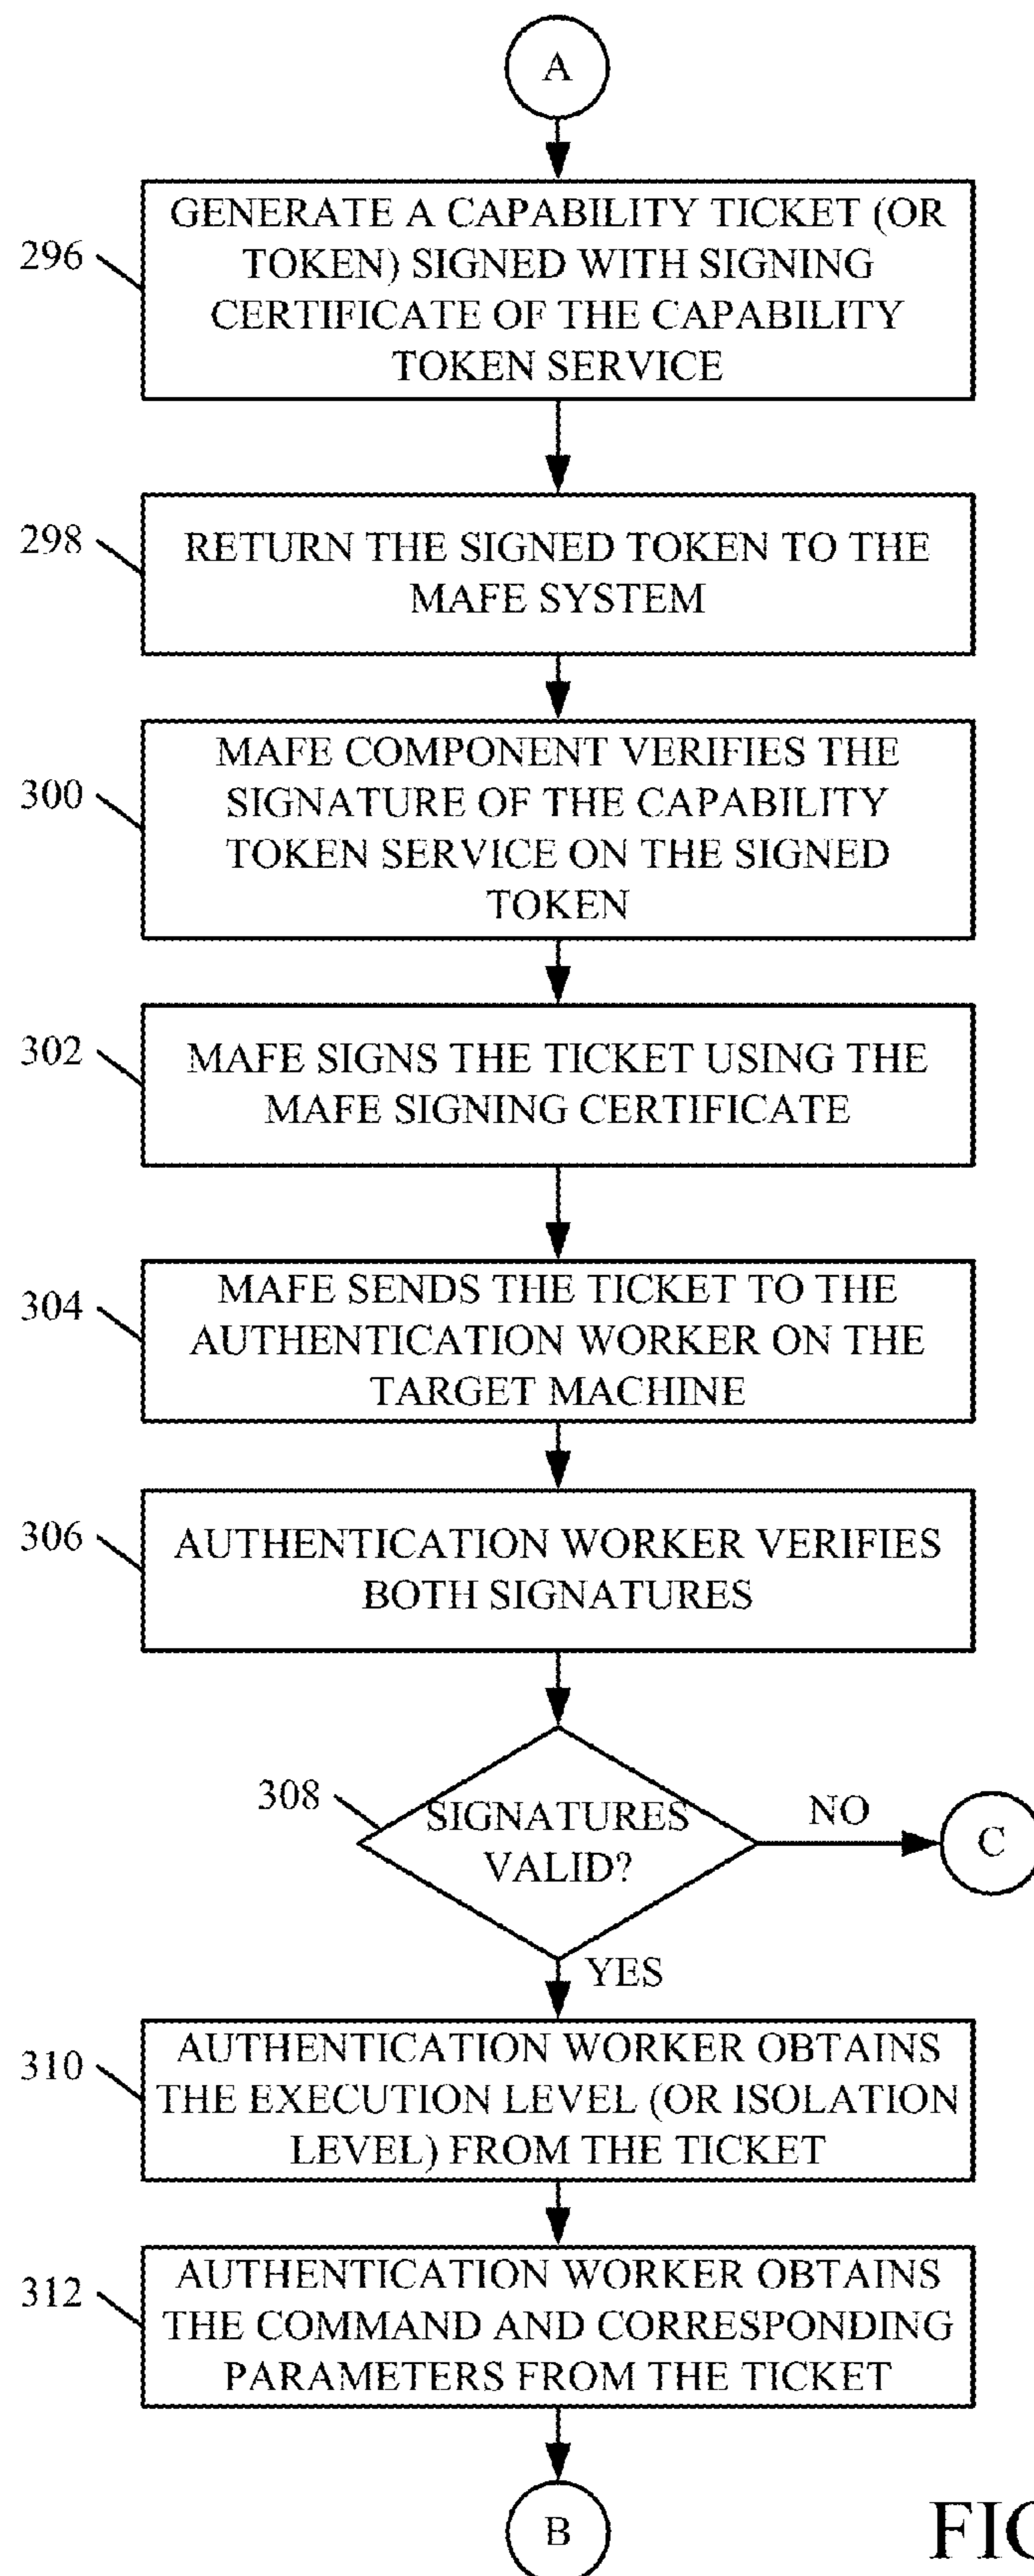 A
296
GENERATE A CAPABILITY TICKET (OR
TOKEN) SIGNED WITH SIGNING
CERTIFICATE OF THE CAPABILITY
TOKEN SERVICE
298
RETURN THE SIGNED TOKEN TO THE
MAFE SYSTEM
300
MAFE COMPONENT VERIFIES THE
SIGNATURE OF THE CAPABILITY
TOKEN SERVICE ON THE SIGNED
TOKEN
302
MAFE SIGNS THE TICKET USING THE
MAFE SIGNING CERTIFICATE
304
MAFE SENDS THE TICKET TO THE
AUTHENTICATION WORKER ON THE
TARGET MACHINE
306
AUTHENTICATION WORKER VERIFIES
BOTH SIGNATURES
308
SIGNATURES
VALID?
NO
C
YES
310
AUTHENTICATION WORKER OBTAINS
THE EXECUTION LEVEL (OR ISOLATION
LEVEL) FROM THE TICKET
312
AUTHENTICATION WORKER OBTAINS
THE COMMAND AND CORRESPONDING
PARAMETERS FROM THE TICKET
B